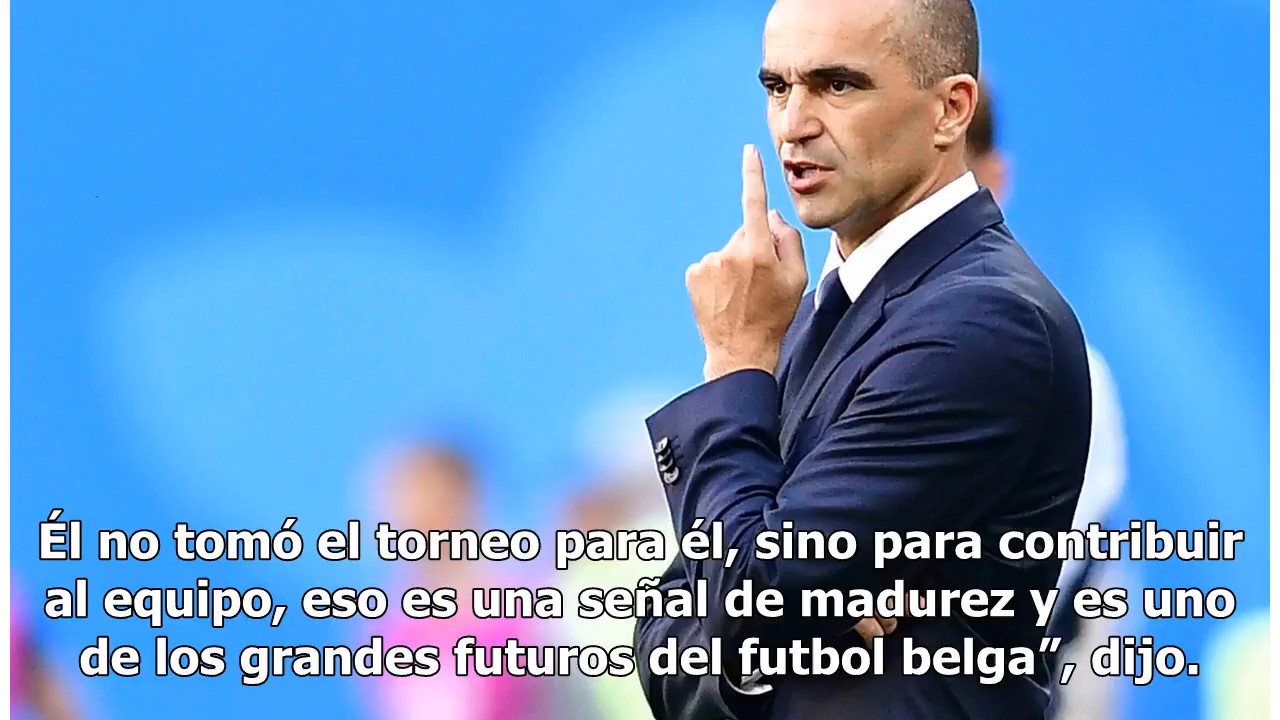 Él no tomó el torneo para él, sino para contribuir
al equipo, eso es una señal de madurez y es uno
de los grandes futuros del futbol belga”, dijo.